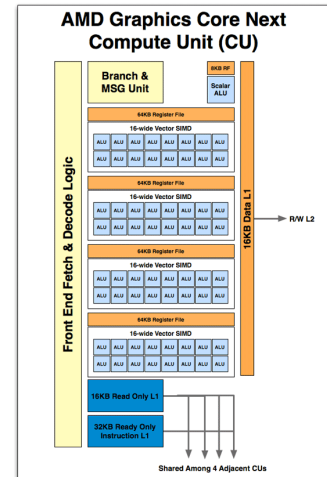 AMD Graphics Core Next
Compute Unit (CU)
Front End Fetch & Decode Logic
Branch &
MSG Unit
8KB RF
Scalar
ALU
64KB Register File
16-wide Vector SIMD
ALU ALU ALU ALU ALU ALU ALU ALU
ALU ALU ALU ALU ALU ALU ALU ALU
64KB Register File
16-wide Vector SIMD
ALU ALU ALU ALU ALU ALU ALU ALU
ALU ALU ALU ALU ALU ALU ALU ALU
64KB Register File
16-wide Vector SIMD
ALU ALU ALU ALU ALU ALU ALU ALU
ALU ALU ALU ALU ALU ALU ALU ALU
64KB Register File
16-wide Vector SIMD
ALU ALU ALU ALU ALU ALU ALU ALU
ALU ALU ALU ALU ALU ALU ALU ALU
16KB Data L1
R/W L2
16KB Read Only L1
32KB Ready Only
Instruction L1
Shared Among 4 Adjacent CUs